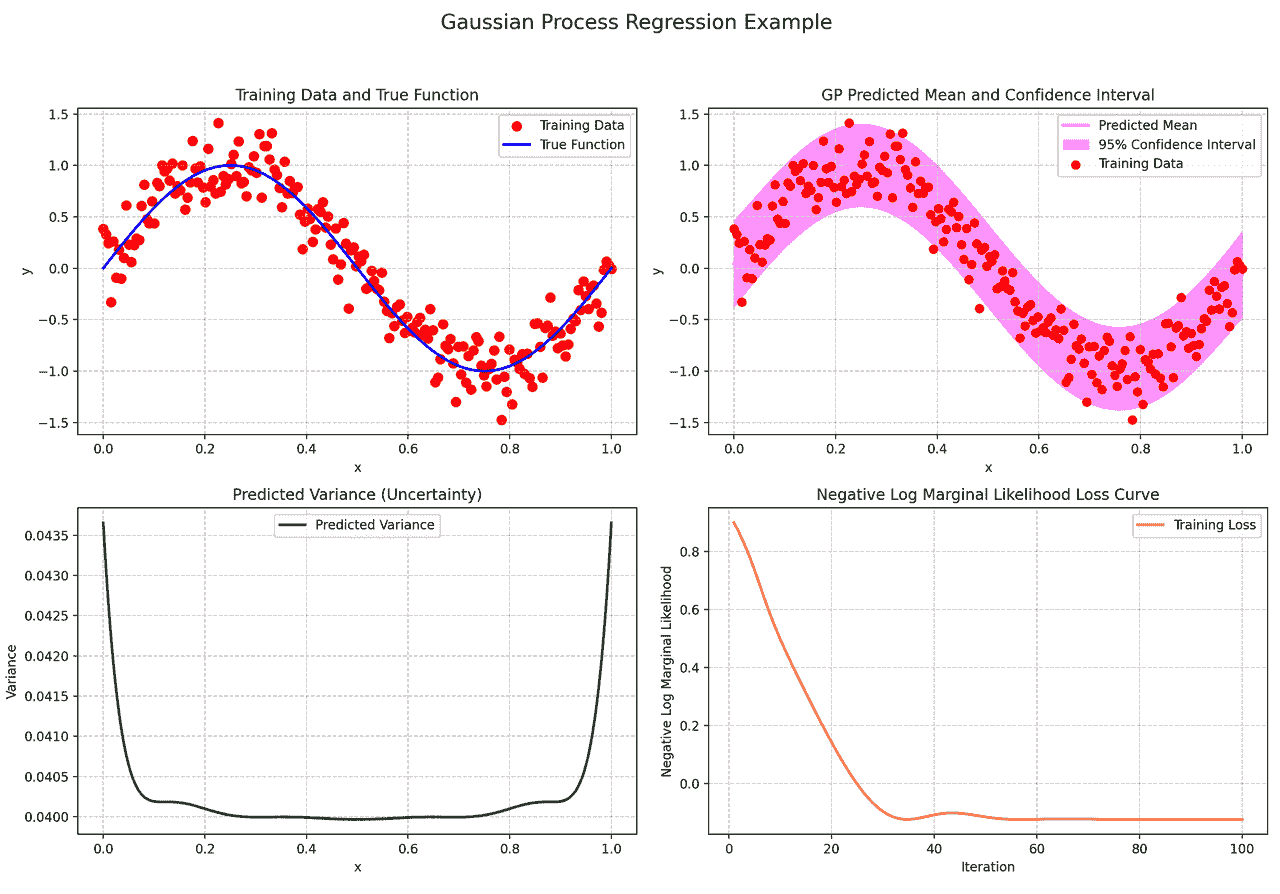 Gaussian Process Regression Example
Training Data and True Function
1.5
1.0
0.5
0.0
−0.5
−1.0
−1.5
y
Training Data
True Function
0.0 0.2 0.4 0.6 0.8 1.0
x
GP Predicted Mean and Confidence Interval
1.5
1.0
0.5
0.0
−0.5
−1.0
−1.5
y
Predicted Mean
95% Confidence Interval
Training Data
0.0 0.2 0.4 0.6 0.8 1.0
x
Predicted Variance (Uncertainty)
0.0435
0.0430
0.0425
0.0420
0.0415
0.0410
0.0405
0.0400
Variance
Predicted Variance
0.0 0.2 0.4 0.6 0.8 1.0
x
Negative Log Marginal Likelihood Loss Curve
0.8
0.6
0.4
0.2
0.0
Negative Log Marginal Likelihood
Training Loss
0 20 40 60 80 100
Iteration